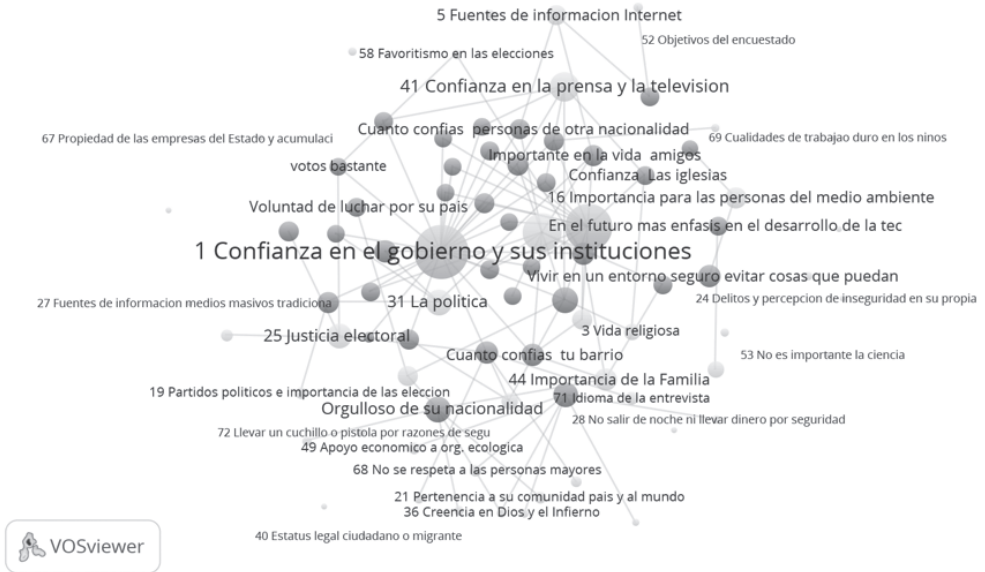 5 Fuentes de informacion Internet
52 Objetivos del encuestado
58 Favoritismo en las elecciones
41 Confianza en la prensa y la television
Cuanto confias personas de otra nacionalidad
67 Propiedad de las empresas del Estado y acumulaci
69 Cualidades de trabajao duro en los ninos
Importante en la vida amigos
votos bastante
Confianza Las iglesias
16 Importancia para las personas del medio ambiente
Voluntad de luchar por su pais
En el futuro mas enfasis en el desarrollo de la tec
1 Confianza en el gobierno y sus instituciones
Vivir en un entorno seguro evitar cosas que puedan
27 Fuentes de informacion medios masivos tradiciona
31 La politica
24 Delitos y percepcion de inseguridad en su propia
25 Justicia electoral
3 Vida religiosa
Cuanto confias tu barrio
53 No es importante la ciencia
44 Importancia de la Familia
19 Partidos politicos e importancia de las eleccion
71 Idioma de la entrevista
Orgulloso de su nacionalidad
28 No salir de noche ni llevar dinero por seguridad
72 Llevar un cuchillo o pistola por razones de segu
49 Apoyo economico a org. ecologica
68 No se respeta a las personas mayores
21 Pertenencia a su comunidad pais y al mundo
36 Creencia en Dios y el Infierno
40 Estatus legal ciudadano o migrante
VOSviewer